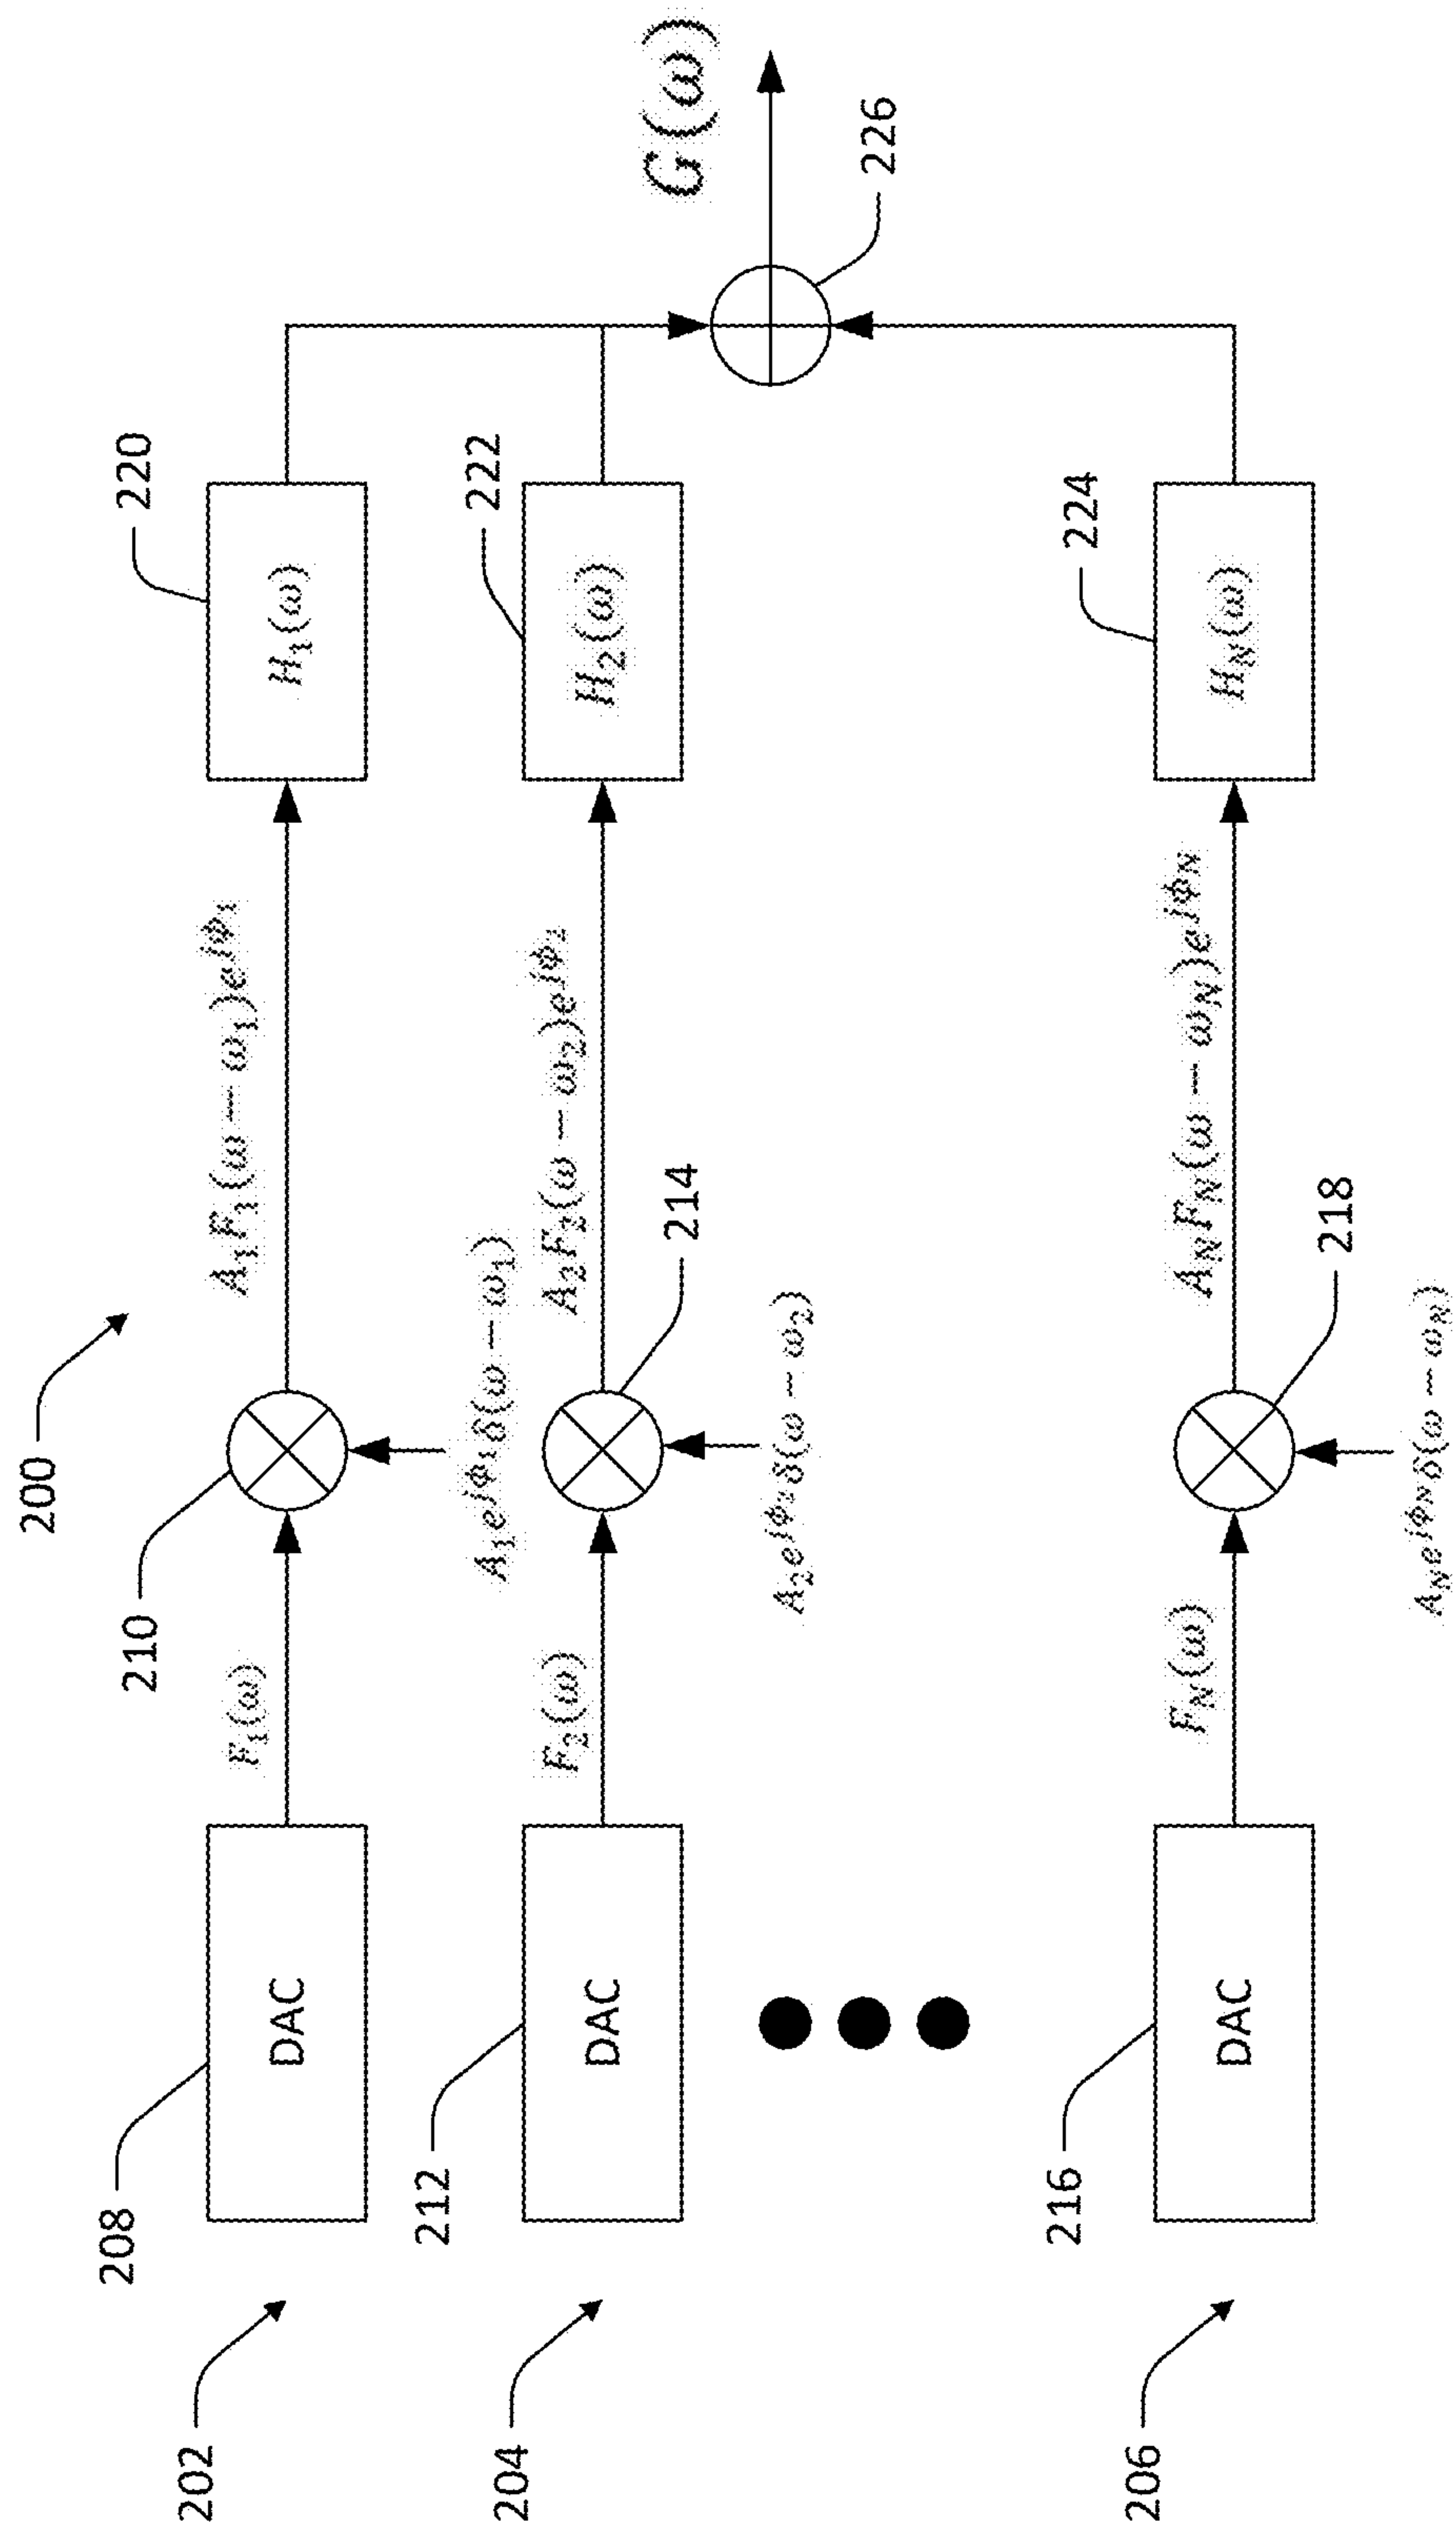 200
202
208
DAC
F₁(ω)
210
A₁e^{jϕ₁}δ(ω − ω₁)
A₁F₁(ω − ω₁)e^{jϕ₁}
220
H₁(ω)
204
212
DAC
F₂(ω)
214
A₂e^{jϕ₂}δ(ω − ω₂)
A₂F₂(ω − ω₂)e^{jϕ₂}
222
H₂(ω)
G(ω)
226
206
216
DAC
F_N(ω)
218
A_N e^{jϕ_N}δ(ω − ω_N)
A_N F_N(ω − ω_N)e^{jϕ_N}
224
H_N(ω)